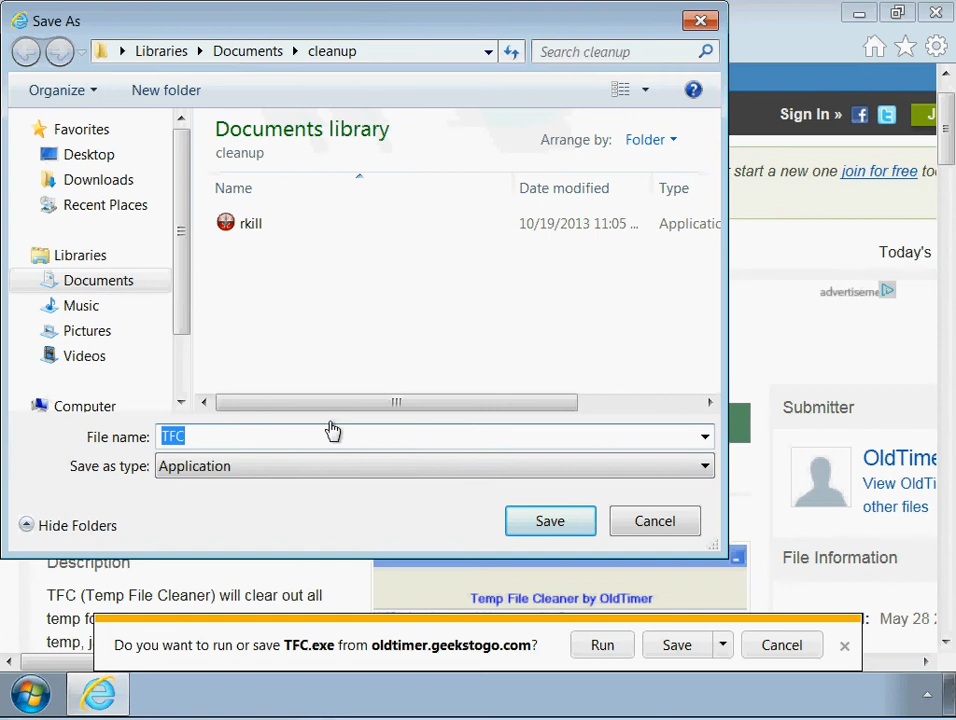 Save As
Libraries Documents cleanup
Search cleanup
Organize
New folder
Sign In »
Favorites
Desktop
Downloads
Recent Places
Libraries
Documents
Music
Pictures
Videos
Computer
Documents library
cleanup
Arrange by: Folder
Name Date modified Type
rkill 10/19/2013 11:05 ... Applicatic
start a new one join for free
Today's
advertiseme
File name: TFC
Save as type: Application
Hide Folders
Save
Cancel
Submitter
OldTime
View OldTi
other files
File Information
May 28
Description
TFC (Temp File Cleaner) will clear out all
temp
temp, j
Temp File Cleaner by OldTimer
Do you want to run or save TFC.exe from oldtimer.geekstogo.com?
Run
Save
Cancel